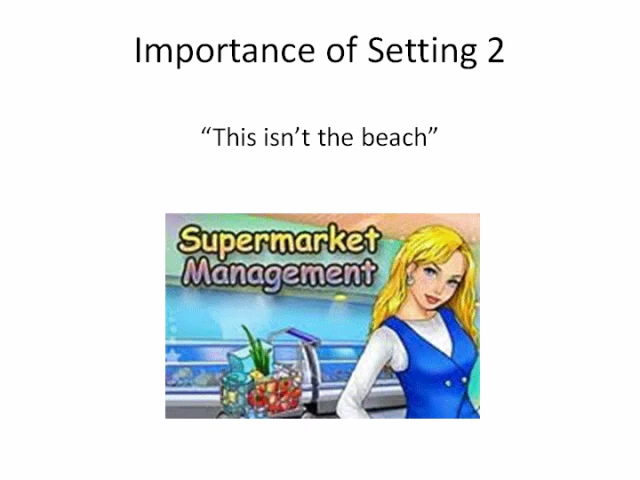 Importance of Setting 2
“This isn’t the beach”
Supermarket
Management